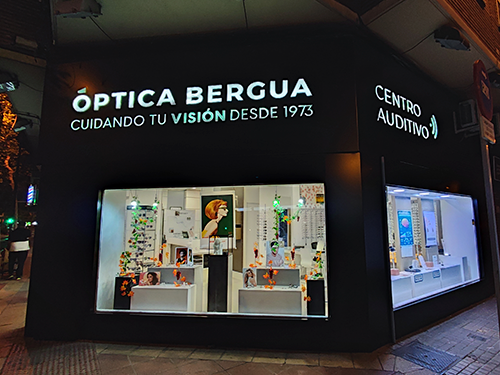 ÓPTICA BERGUA
CUIDANDO TU VISIÓN DESDE 1973
CENTRO
AUDITIVO